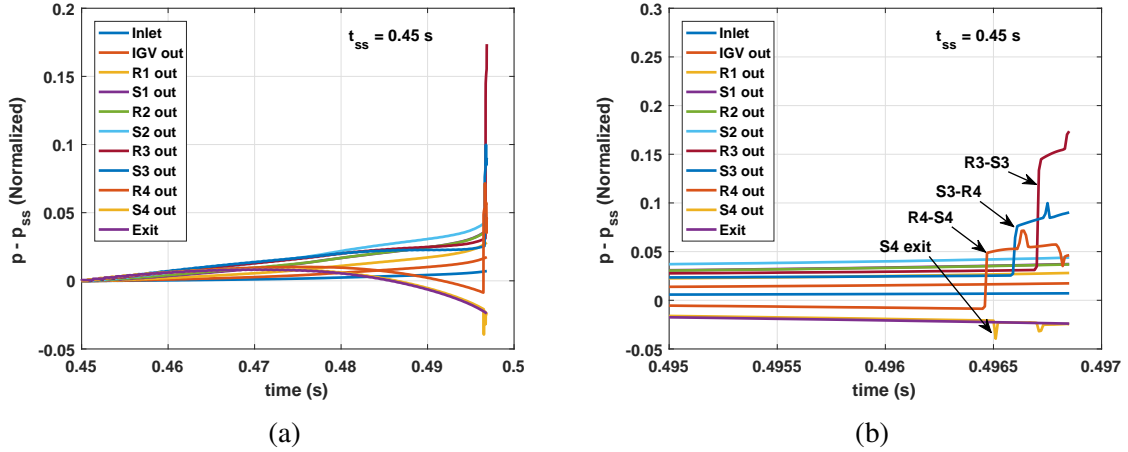 0.2
0.15
0.1
0.05
0
-0.05
p - p_ss (Normalized)
t_ss = 0.45 s
Inlet
IGV out
R1 out
S1 out
R2 out
S2 out
R3 out
S3 out
R4 out
S4 out
Exit
0.45 0.46 0.47 0.48 0.49 0.5
time (s)
(a)
0.3
0.25
0.2
0.15
0.1
0.05
0
-0.05
p - p_ss (Normalized)
t_ss = 0.45 s
Inlet
IGV out
R1 out
S1 out
R2 out
S2 out
R3 out
S3 out
R4 out
S4 out
Exit
R3-S3
S3-R4
R4-S4
S4 exit
0.495 0.4955 0.496 0.4965 0.497
time (s)
(b)